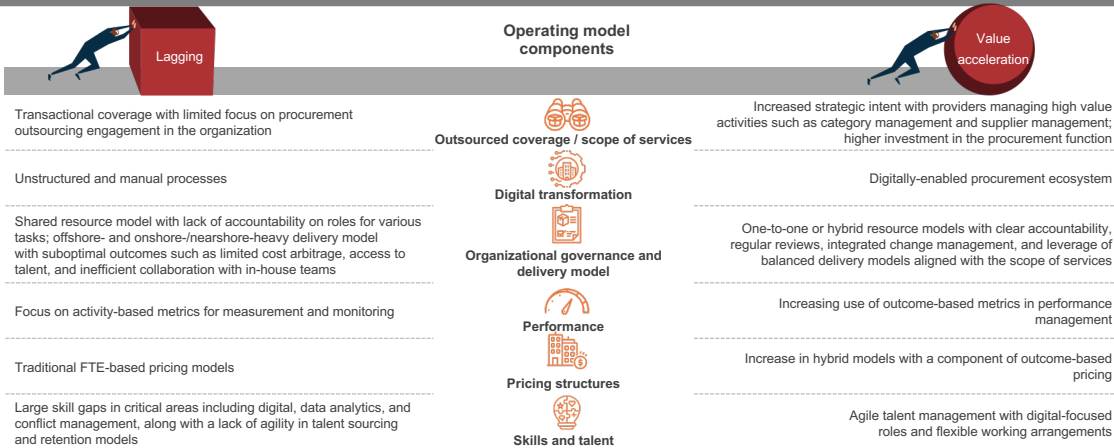 Lagging
Operating model
components
Value
acceleration
Transactional coverage with limited focus on procurement
outsourcing engagement in the organization
Outsourced coverage / scope of services
Increased strategic intent with providers managing high value
activities such as category management and supplier management;
higher investment in the procurement function
Unstructured and manual processes
Digital transformation
Digitally-enabled procurement ecosystem
Shared resource model with lack of accountability on roles for various
tasks; offshore- and onshore-/nearshore-heavy delivery model
with suboptimal outcomes such as limited cost arbitrage, access to
talent, and inefficient collaboration with in-house teams
Organizational governance and
delivery model
One-to-one or hybrid resource models with clear accountability,
regular reviews, integrated change management, and leverage of
balanced delivery models aligned with the scope of services
Focus on activity-based metrics for measurement and monitoring
Performance
Increasing use of outcome-based metrics in performance
management
Traditional FTE-based pricing models
Pricing structures
Increase in hybrid models with a component of outcome-based
pricing
Large skill gaps in critical areas including digital, data analytics, and
conflict management, along with a lack of agility in talent sourcing
and retention models
Skills and talent
Agile talent management with digital-focused
roles and flexible working arrangements